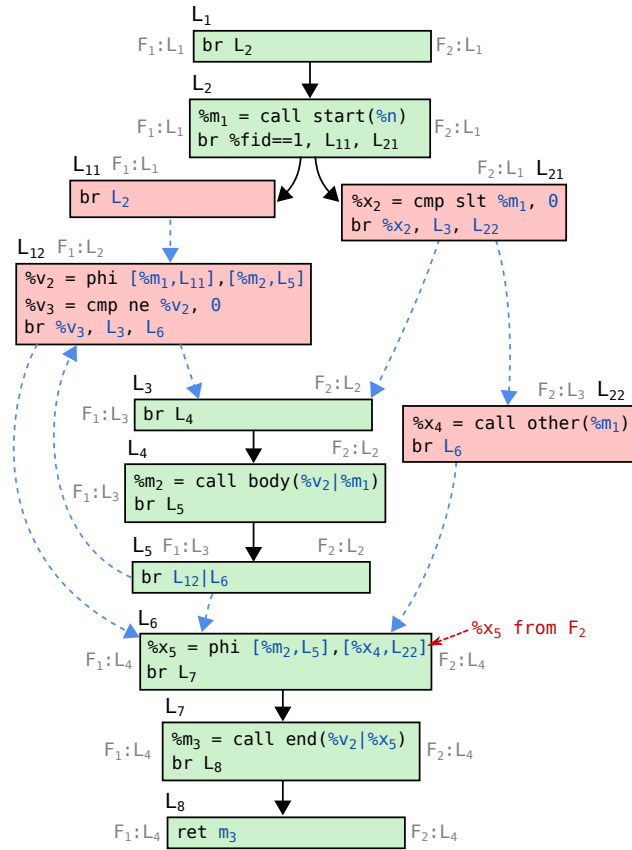 L₁
F₁:L₁ br L₂ F₂:L₁
L₂
%m₁ = call start(%n)
F₁:L₁ F₂:L₁
br %fid==1, L₁₁, L₂₁
L₁₁ F₁:L₁
br L₂
F₂:L₁ L₂₁
%x₂ = cmp slt %m₁, 0
br %x₂, L₃, L₂₂
L₁₂ F₁:L₂
%v₂ = phi [%m₁,L₁₁],[%m₂,L₅]
%v₃ = cmp ne %v₂, 0
br %v₃, L₃, L₆
L₃ F₂:L₂
F₁:L₃ br L₄
F₂:L₃ L₂₂
%x₄ = call other(%m₁)
br L₆
L₄ F₂:L₂
%m₂ = call body(%v₂|%m₁)
F₁:L₃
br L₅
L₅ F₁:L₃ F₂:L₂
br L₁₂|L₆
L₆
%x₅ from F₂
%x₅ = phi [%m₂,L₅],[%x₄,L₂₂]
F₁:L₄ F₂:L₄
br L₇
L₇
%m₃ = call end(%v₂|%x₅)
F₁:L₄ F₂:L₄
br L₈
L₈
F₁:L₄ ret m₃ F₂:L₄